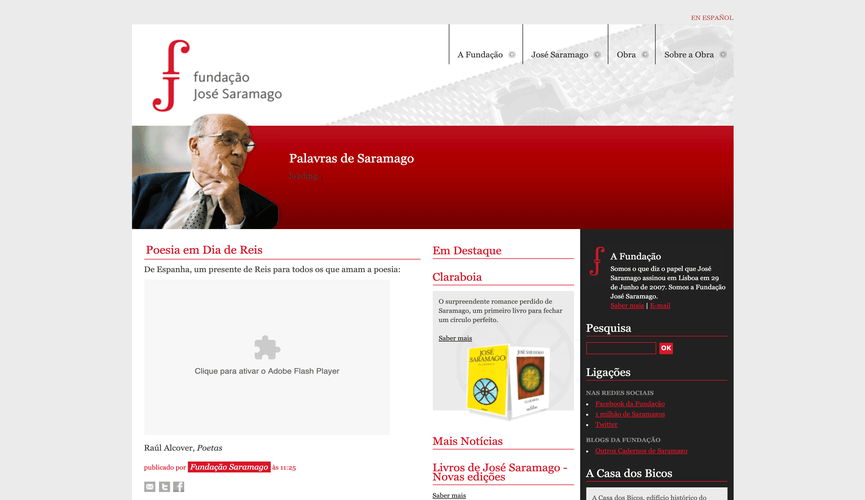 EN ESPAÑOL
fundação
José Saramago
A Fundação
José Saramago
Obra
Sobre a Obra
Palavras de Saramago
Poesia em Dia de Reis
De Espanha, um presente de Reis para todos os que amam a poesia:
Clique para ativar o Adobe Flash Player
Raúl Alcover, Poetas
publicado por Fundação Saramago às 11:25
Em Destaque
Claraboia
O surpreendente romance perdido de
Saramago, um primeiro livro para fechar
um círculo perfeito.
Saber mais
JOSÉ
SARAMAGO
JOSÉ SARAMAGO
Mais Notícias
Livros de José Saramago -
Novas edições
Saber mais
A Fundação
Somos o que diz o papel que José
Saramago assinou em Lisboa em 29
de Junho de 2007. Somos a Fundação
José Saramago.
Saber mais | E-mail
Pesquisa
OK
Ligações
NAS REDES SOCIAIS
Facebook da Fundação
1 milhão de Saramagos
Twitter
BLOGS DA FUNDAÇÃO
Outros Cadernos de Saramago
A Casa dos Bicos
A Casa dos Bicos, edifício histórico do